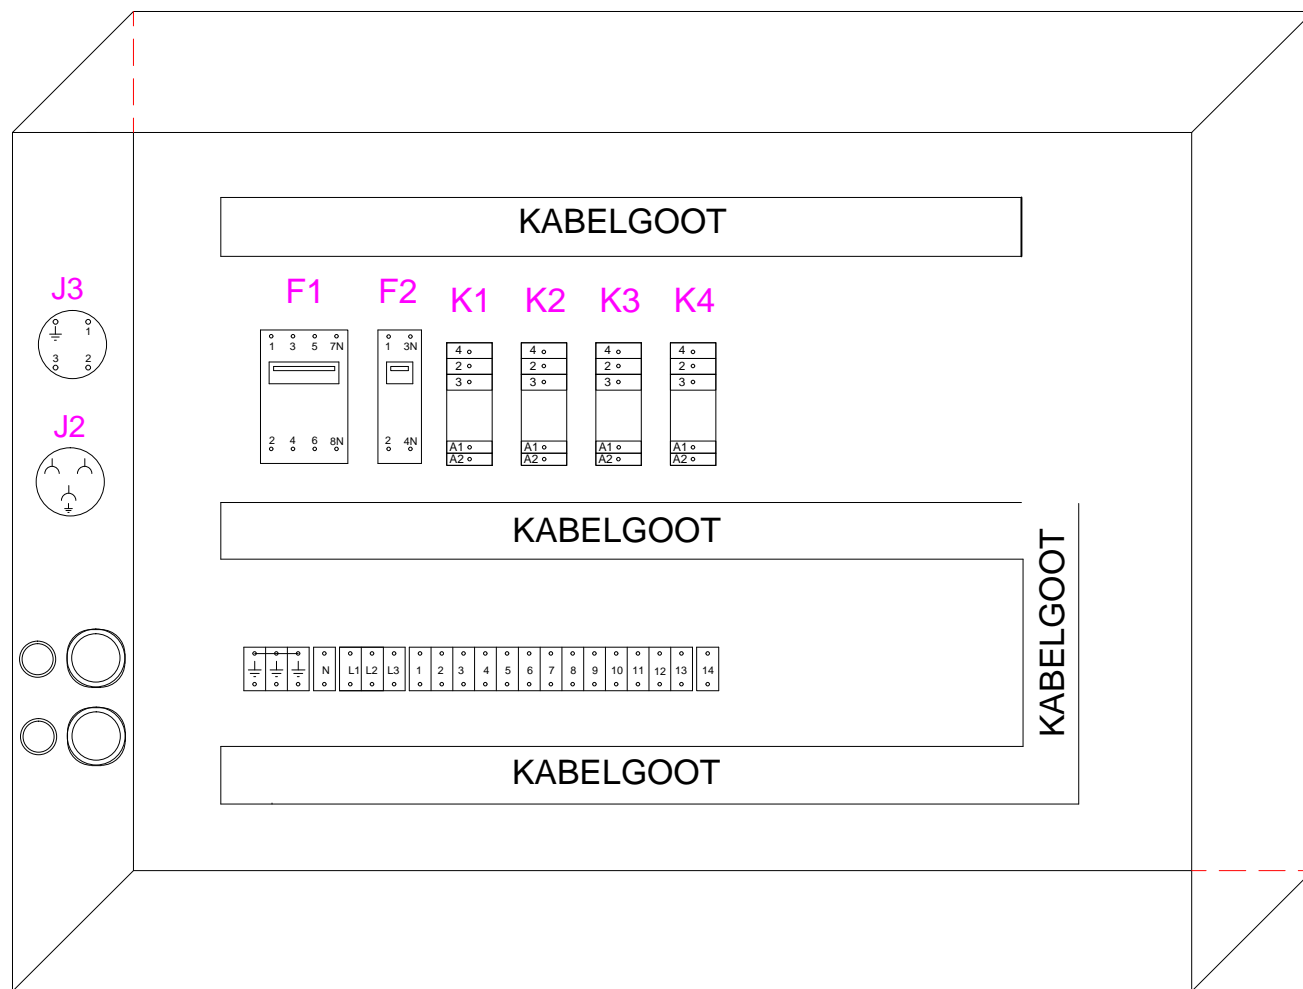 KABELGOOT
J3
1
3 2
J2
F1 F2 K1 K2 K3 K4
1 3 5 7N
2 4 6 8N
1 3N
2 4N
4
2
3
A1
A2
4
2
3
A1
A2
4
2
3
A1
A2
4
2
3
A1
A2
KABELGOOT
KABELGOOT
N L1 L2 L3 1 2 3 4 5 6 7 8 9 10 11 12 13 14
KABELGOOT